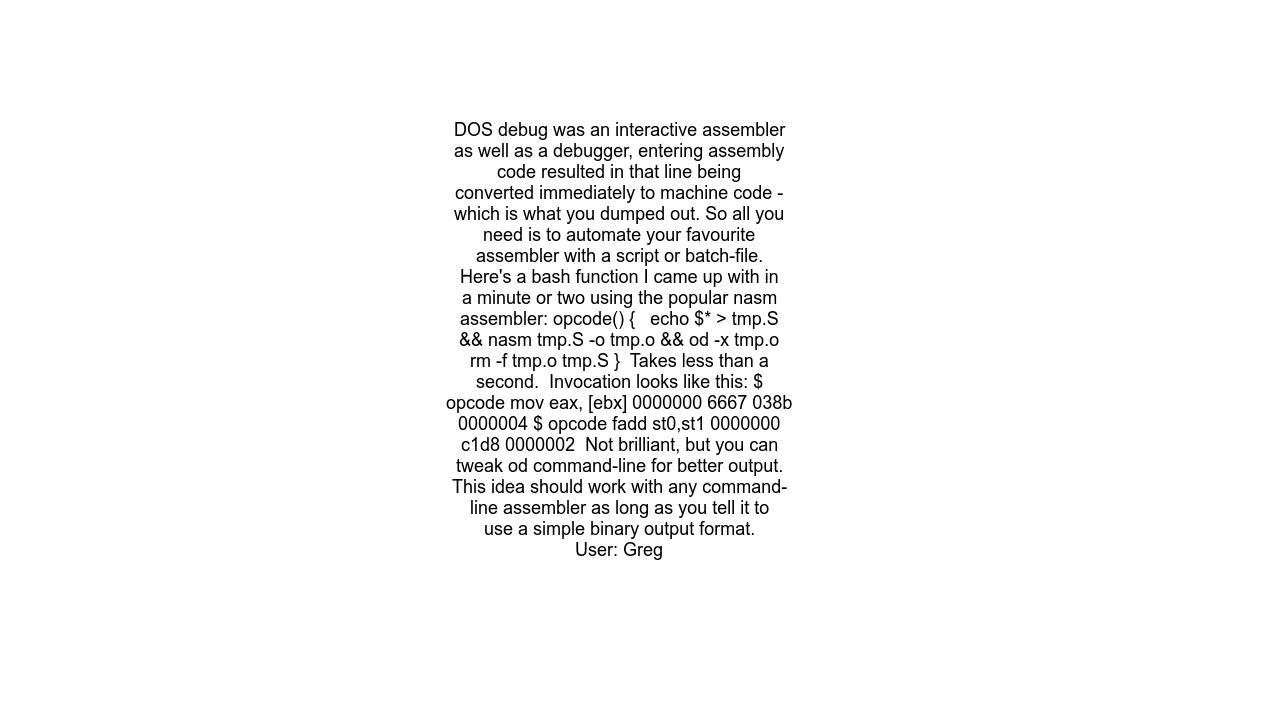 DOS debug was an interactive assembler
as well as a debugger, entering assembly
code resulted in that line being
converted immediately to machine code -
which is what you dumped out. So all you
need is to automate your favourite
assembler with a script or batch-file.
Here's a bash function I came up with in
a minute or two using the popular nasm
assembler: opcode() {   echo $* > tmp.S
&& nasm tmp.S -o tmp.o && od -x tmp.o
rm -f tmp.o tmp.S }  Takes less than a
second.  Invocation looks like this: $
opcode mov eax, [ebx] 0000000 6667 038b
0000004 $ opcode fadd st0,st1 0000000
c1d8 0000002  Not brilliant, but you can
tweak od command-line for better output.
This idea should work with any command-
line assembler as long as you tell it to
use a simple binary output format.
User: Greg